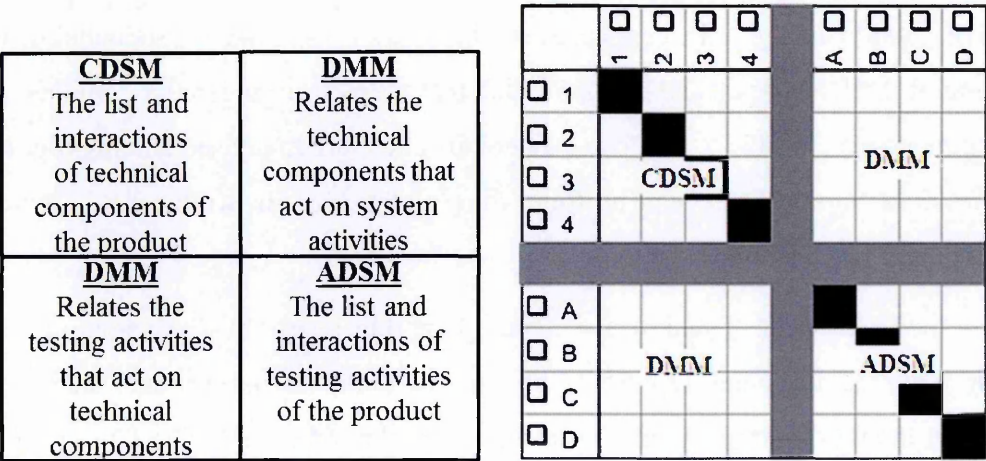 CDSM
The list and
interactions
of technical
components of
the product
DMM
Relates the
technical
components that
act on system
activities
DMM
Relates the
testing activities
that act on
technical
components
ADSM
The list and
interactions of
testing activities
of the product
1 2 3 4 A B C D
1
2
3
4
CDSM
DMM
A
B
C
D
DMM
ADSM